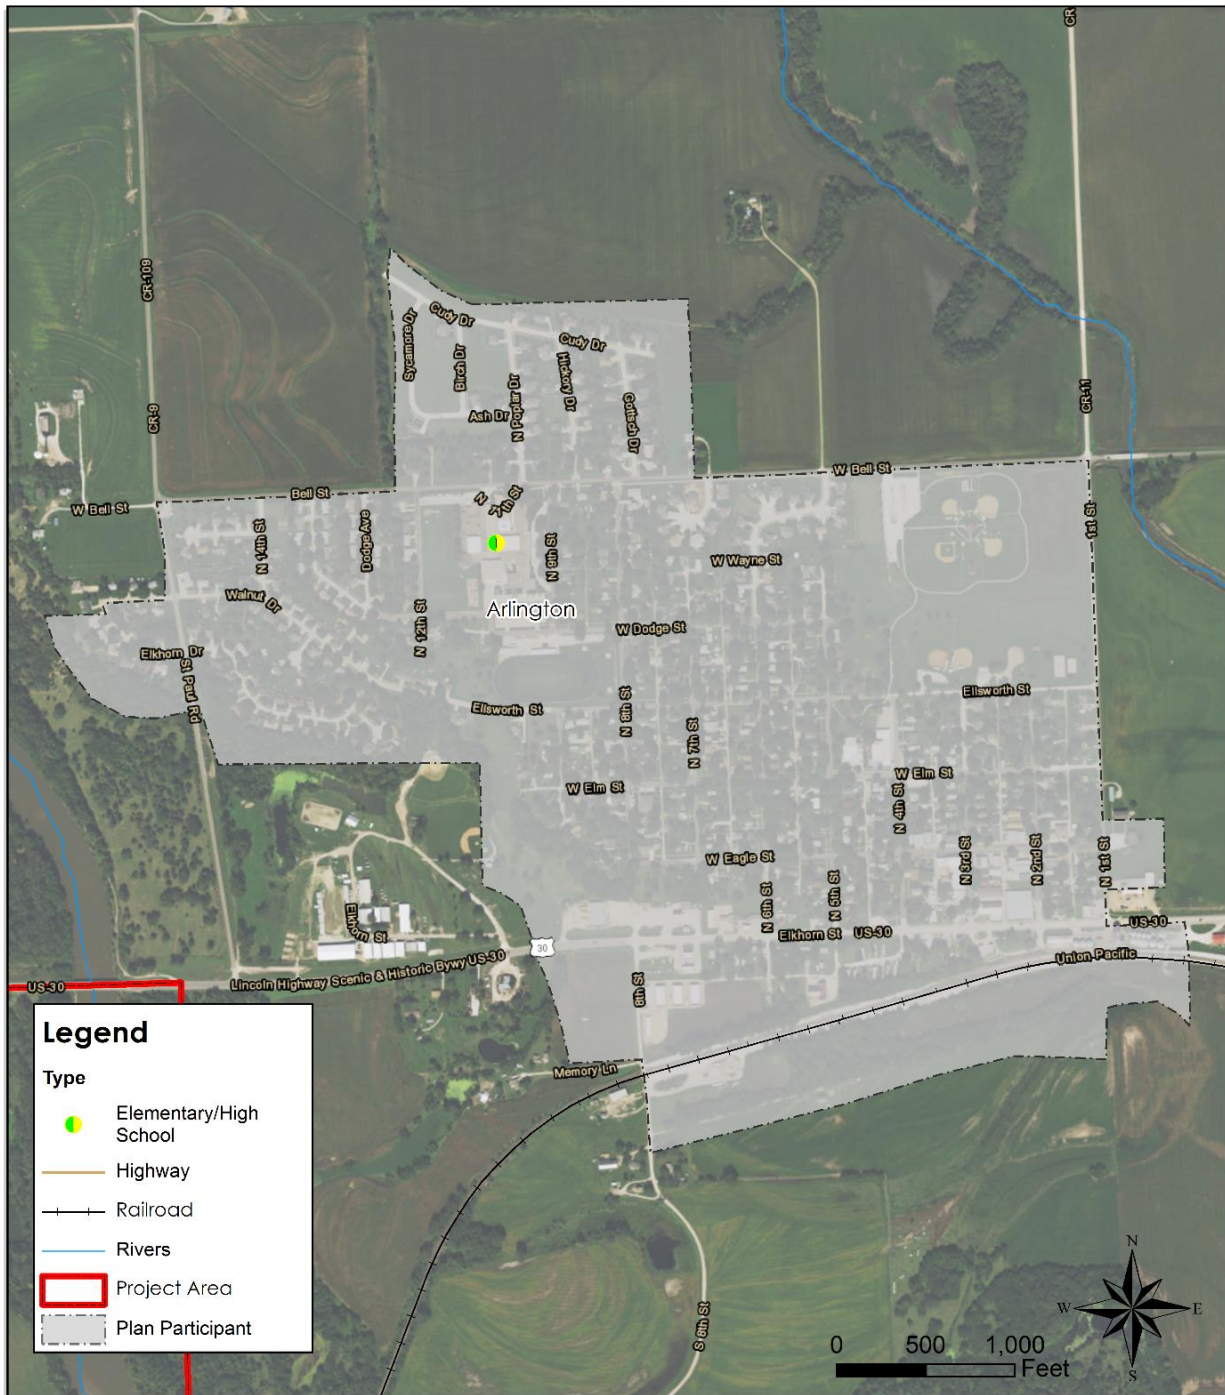 CR
CR-109
Sycamore Dr
Cudy Dr
Cudy Dr
Birch Dr
Hickory Dr
N Poplar Dr
Ash Dr
Gottsch Dr
CR-9
CR-11
W Bell St
Bell St
W Bell St
N 7th St
1st St
N 14th St
Dodge Ave
N 9th St
W Wayne St
Walnut Dr
Arlington
N 12th St
W Dodge St
Elkhorn Dr
St Paul Rd
Ellsworth St
Ellsworth St
N 8th St
N 7th St
W Elm St
W Elm St
N 4th St
W Eagle St
N 3rd St
N 2nd St
N 1st St
N 6th St
N 5th St
Elkhorn St
Elkhorn St US-30
US-30
30
Lincoln Highway Scenic & Historic Bywy US-30
Union Pacific
US-30
8th St
Memory Ln
S 6th St
Legend
Type
Elementary/High
School
Highway
Railroad
Rivers
Project Area
Plan Participant
N
W E
S
0 500 1,000
Feet